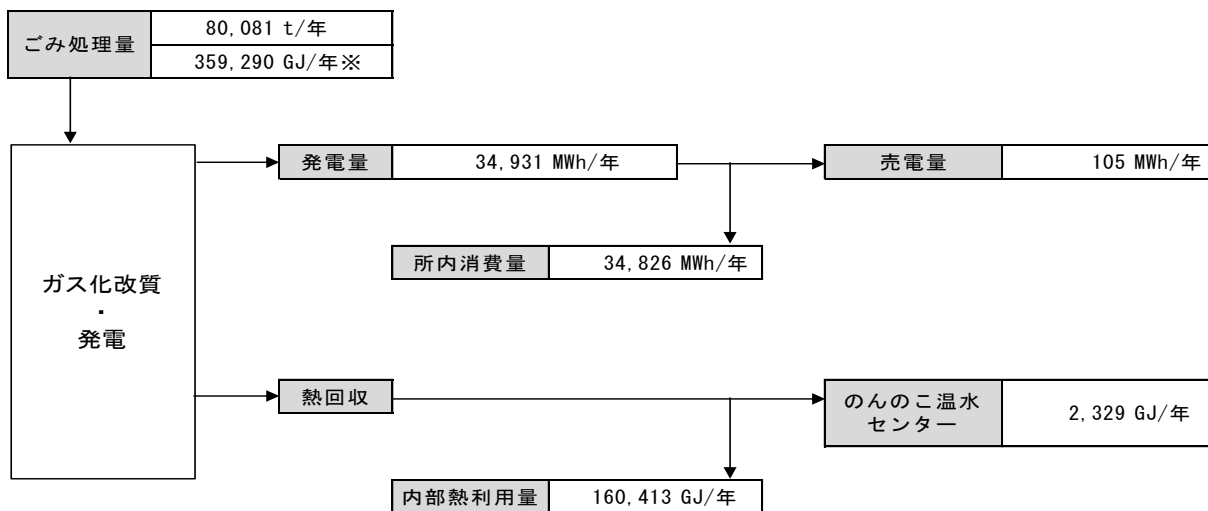 ごみ処理量
80,081 t/年
359,290 GJ/年※
ガス化改質
・
発電
発電量
34,931 MWh/年
売電量
105 MWh/年
所内消費量
34,826 MWh/年
熱回収
のんのこ温水
センター
2,329 GJ/年
内部熱利用量
160,413 GJ/年